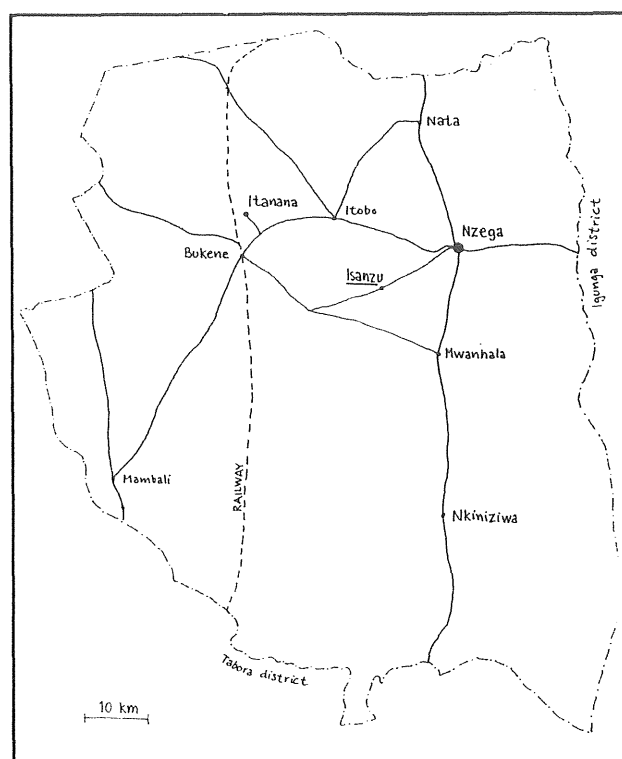 Nata
Itanana
Itobo
Nzega
Bukene
Isanzu
Igunga district
Mwanhala
Mambali
RAILWAY
Nkiniziwa
Tabora district
10 km